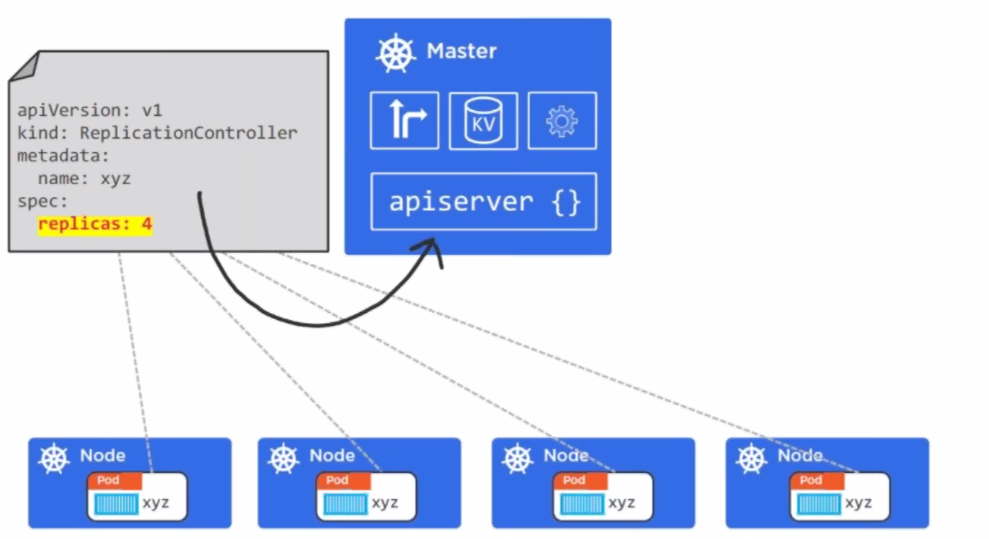 apiVersion: v1
kind: ReplicationController
metadata:
  name: xyz
spec:
  replicas: 4
Master
KV
apiserver {}
Node
Pod
xyz
Node
Pod
xyz
Node
Pod
xyz
Node
Pod
xyz